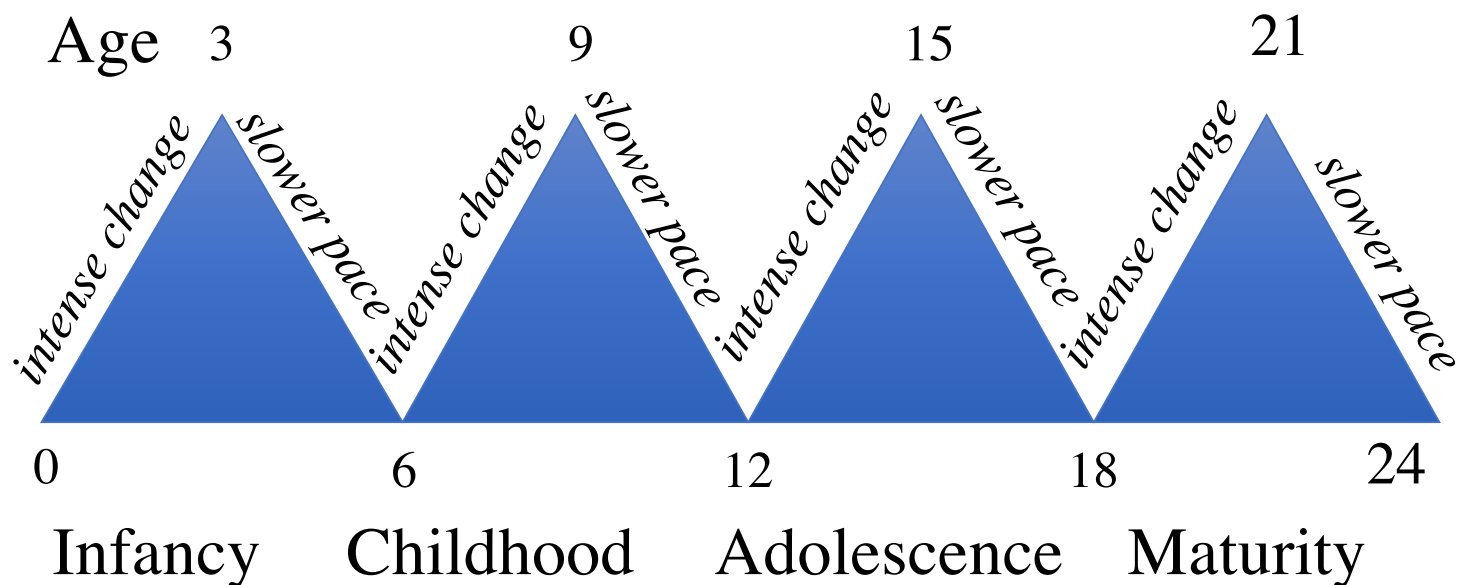 Age 3 9 15 21
intense change
slower pace
intense change
slower pace
intense change
slower pace
intense change
slower pace
0 6 12 18 24
Infancy Childhood Adolescence Maturity